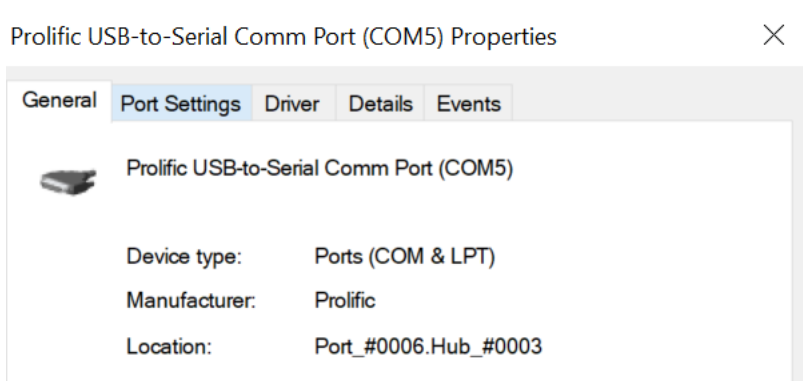 Prolific USB-to-Serial Comm Port (COM5) Properties
General Port Settings Driver Details Events
Prolific USB-to-Serial Comm Port (COM5)
Device type: Ports (COM & LPT)
Manufacturer: Prolific
Location: Port_#0006.Hub_#0003